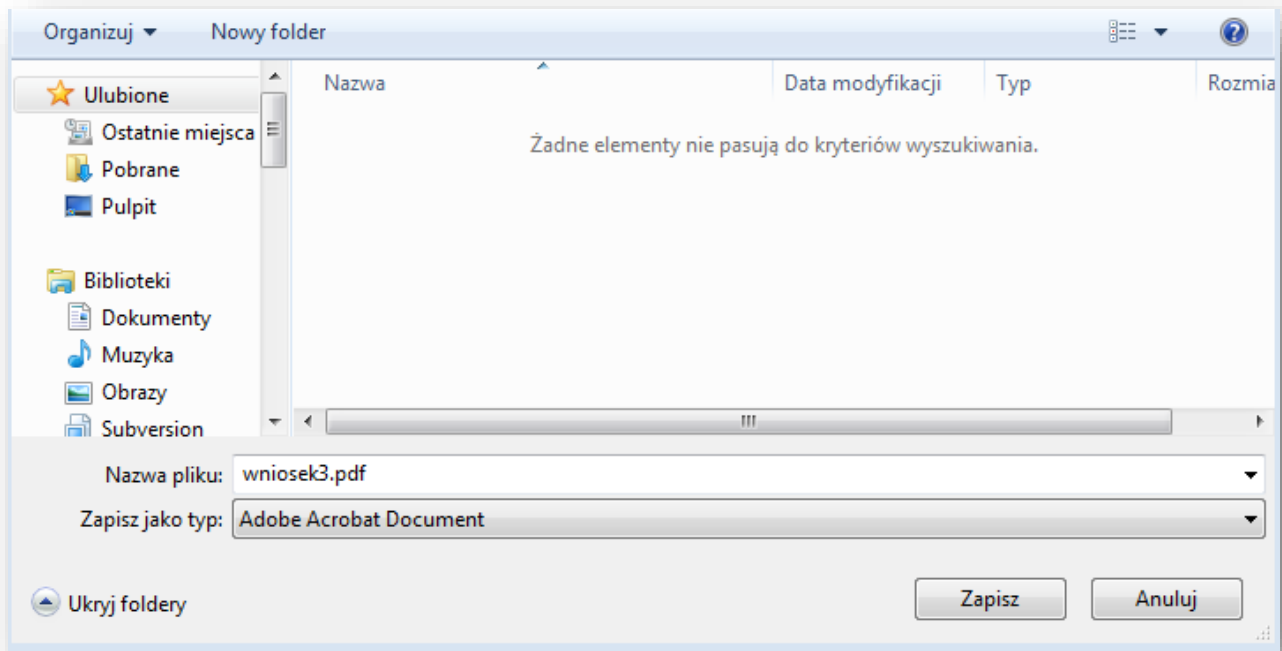 Organizuj Nowy folder
Nazwa Data modyfikacji Typ Rozmia
Żadne elementy nie pasują do kryteriów wyszukiwania.
Ulubione
Ostatnie miejsca
Pobrane
Pulpit
Biblioteki
Dokumenty
Muzyka
Obrazy
Subversion
Nazwa pliku: wniosek3.pdf
Zapisz jako typ: Adobe Acrobat Document
Ukryj foldery Zapisz Anuluj